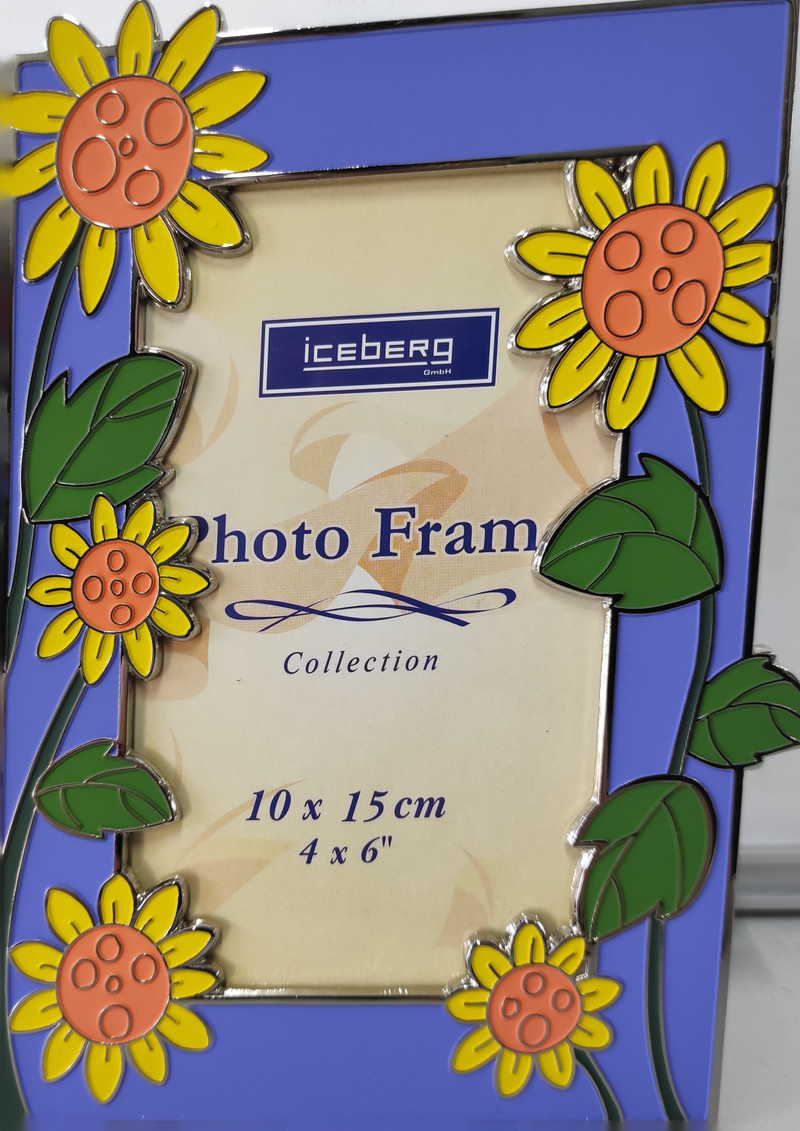 iceberg
GmbH
Photo Fram
Collection
10 x 15 cm
4 x 6"